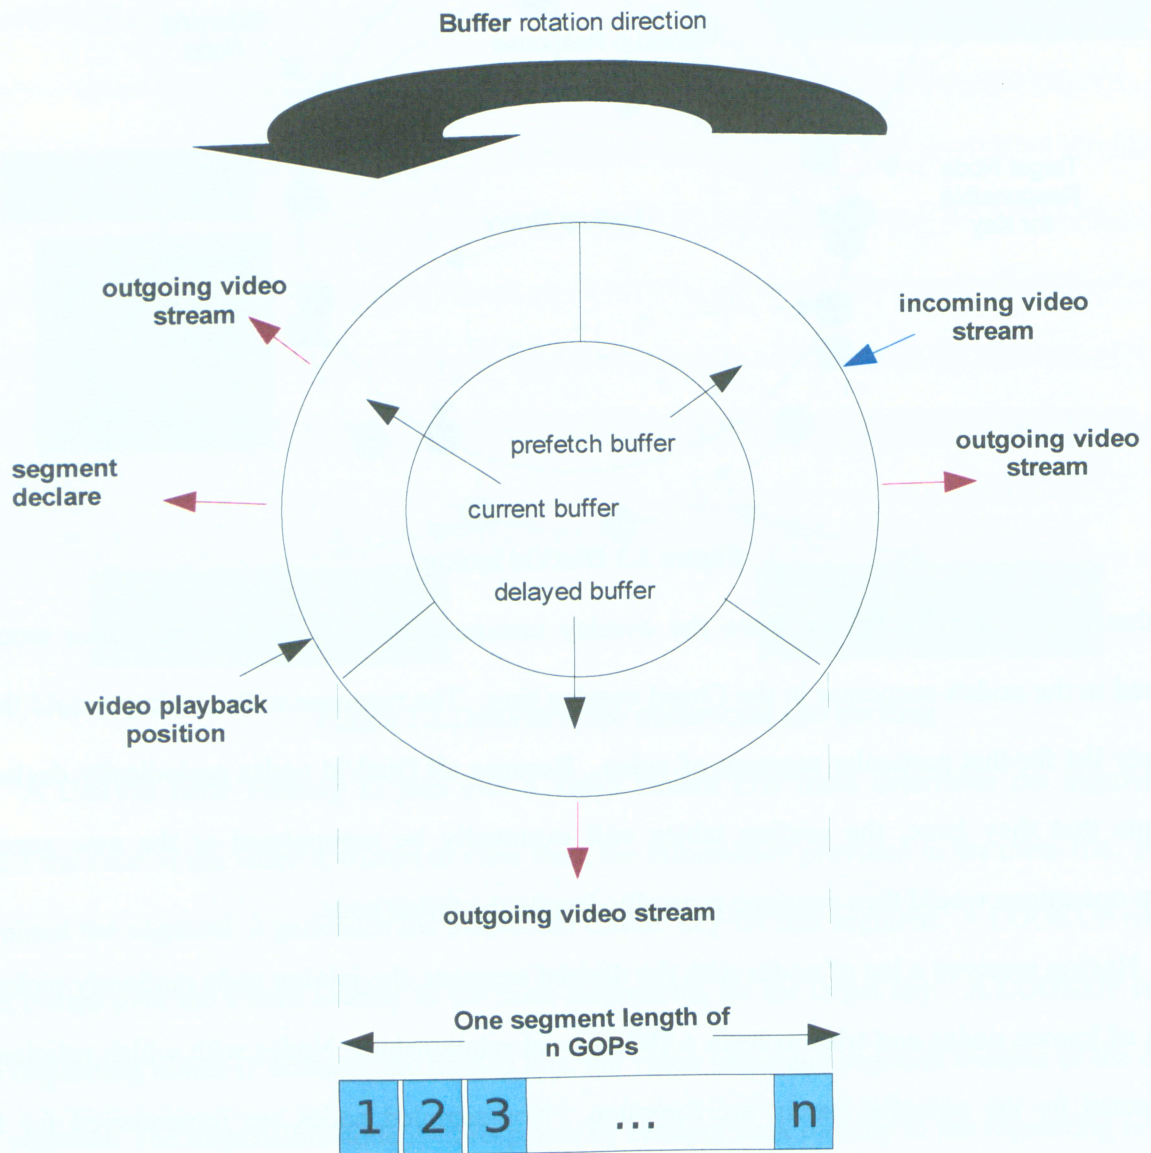 Buffer rotation direction
outgoing video
stream
incoming video
stream
prefetch buffer
outgoing video
stream
segment
declare
current buffer
delayed buffer
video playback
position
outgoing video stream
One segment length of
n GOPs
1 2 3 ... n